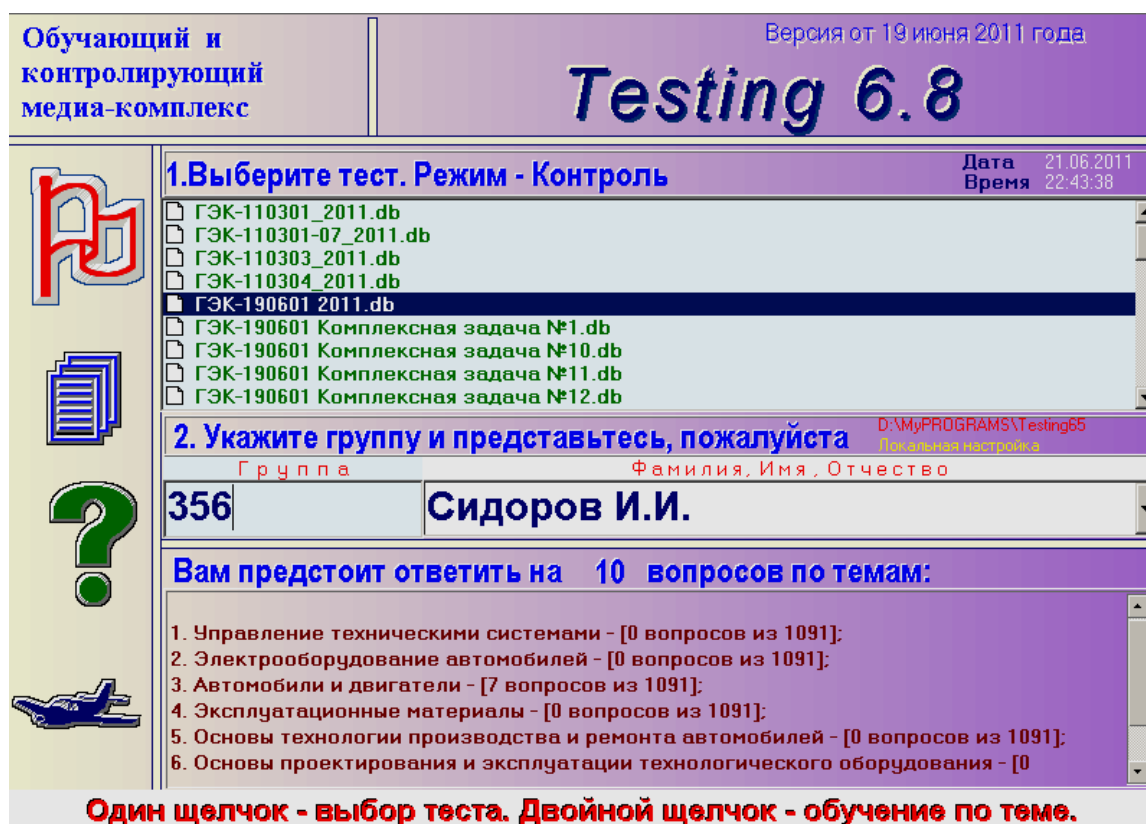 Обучающий и
контролирующий
медиа-комплекс
Версия от 19 июня 2011 года
Testing 6.8
1.Выберите тест. Режим - Контроль
Дата 21.06.2011
Время 22:43:38
ГЭК-110301_2011.db
ГЭК-110301-07_2011.db
ГЭК-110303_2011.db
ГЭК-110304_2011.db
ГЭК-190601 2011.db
ГЭК-190601 Комплексная задача №1.db
ГЭК-190601 Комплексная задача №10.db
ГЭК-190601 Комплексная задача №11.db
ГЭК-190601 Комплексная задача №12.db
2. Укажите группу и представьтесь, пожалуйста
D:\MyPROGRAMS\Testing65
Локальная настройка
Группа
Фамилия, Имя, Отчество
356
Сидоров И.И.
Вам предстоит ответить на 10 вопросов по темам:
1. Управление техническими системами - [0 вопросов из 1091];
2. Электрооборудование автомобилей - [0 вопросов из 1091];
3. Автомобили и двигатели - [7 вопросов из 1091];
4. Эксплуатационные материалы - [0 вопросов из 1091];
5. Основы технологии производства и ремонта автомобилей - [0 вопросов из 1091];
6. Основы проектирования и эксплуатации технологического оборудования - [0
Один щелчок - выбор теста. Двойной щелчок - обучение по теме.